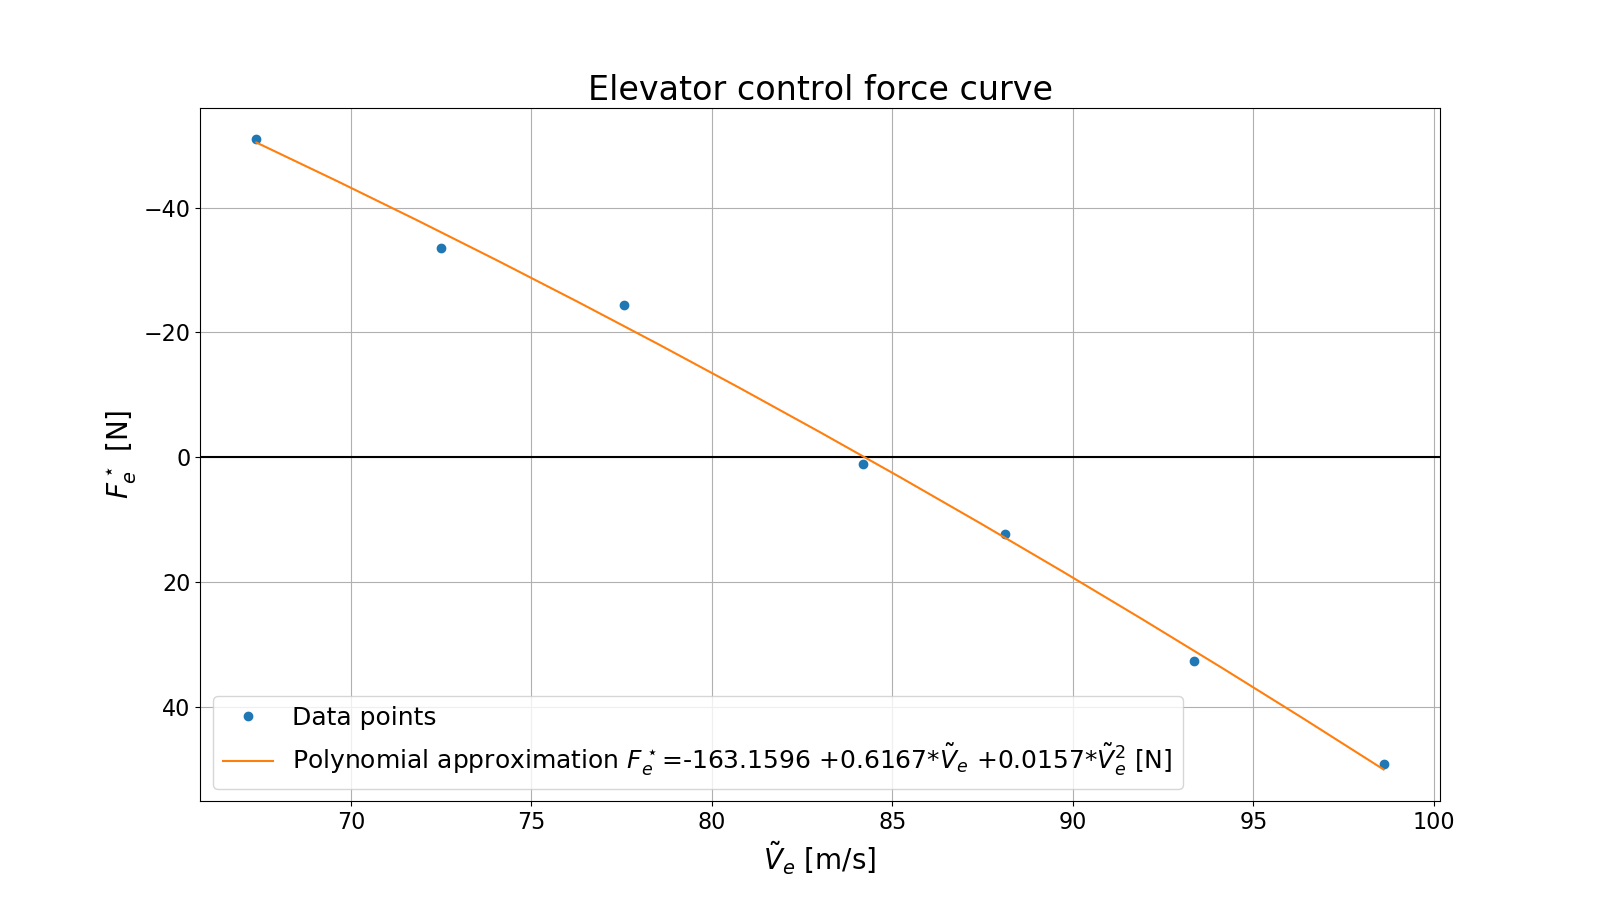 Elevator control force curve
−40
−20
0
20
40
F_e^⋆ [N]
Data points
Polynomial approximation F_e^⋆=-163.1596 +0.6167*Ṽ_e +0.0157*Ṽ_e^2 [N]
70 75 80 85 90 95 100
Ṽ_e [m/s]